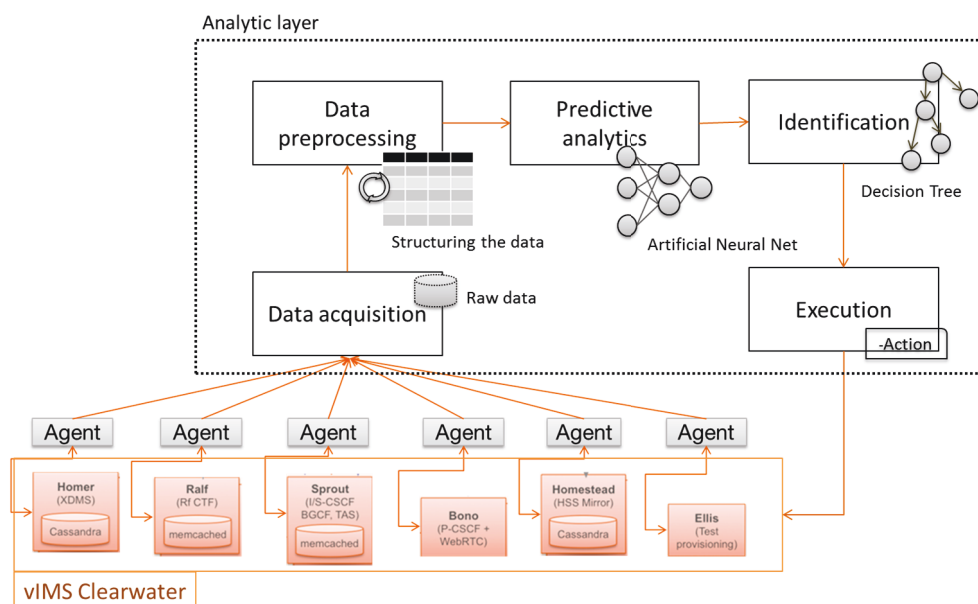 Analytic layer
Data
preprocessing
Predictive
analytics
Identification
Decision Tree
Structuring the data
Artificial Neural Net
Data acquisition
Raw data
Execution
-Action
Agent
Agent
Agent
Agent
Agent
Agent
Homer
(XDMS)
Cassandra
Ralf
(Rf CTF)
memcached
Sprout
(I/S-CSCF
BGCF, TAS)
memcached
Bono
(P-CSCF +
WebRTC)
Homestead
(HSS Mirror)
Cassandra
Ellis
(Test
provisioning)
vIMS Clearwater